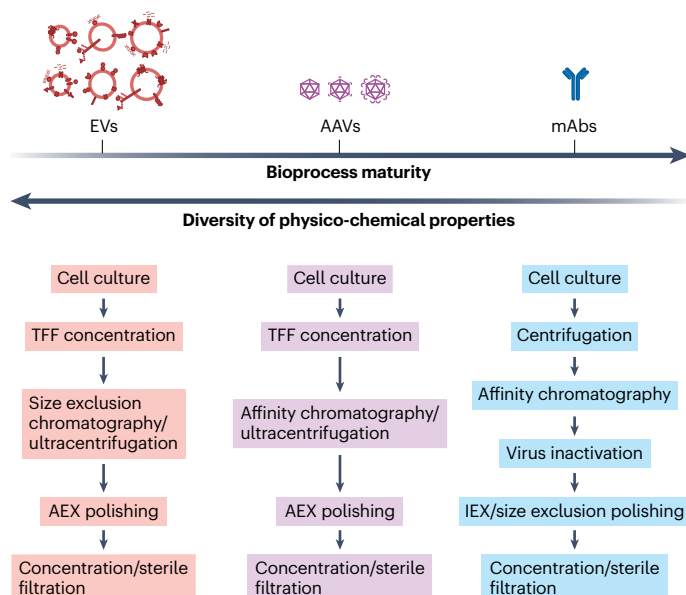 EVs
AAVs
mAbs
Bioprocess maturity
Diversity of physico-chemical properties
Cell culture
TFF concentration
Size exclusion
chromatography/
ultracentrifugation
AEX polishing
Concentration/sterile
filtration
Cell culture
TFF concentration
Affinity chromatography/
ultracentrifugation
AEX polishing
Concentration/sterile
filtration
Cell culture
Centrifugation
Affinity chromatography
Virus inactivation
IEX/size exclusion polishing
Concentration/sterile
filtration